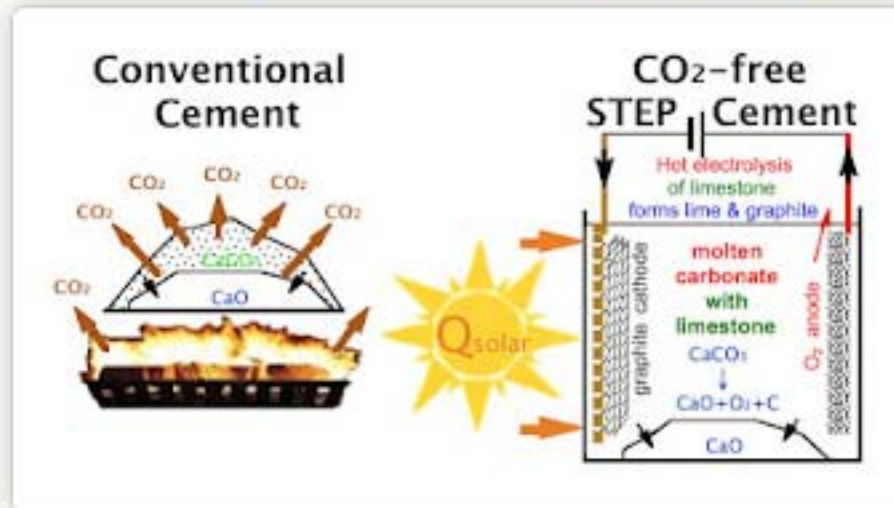 Conventional
Cement
CO₂
CO₂
CO₂
CO₂
CO₂
CO₂
CaCO₃
CaO
CO₂-free
STEP Cement
Hot electrolysis
of limestone
forms lime & graphite
Qsolar
graphite cathode
molten
carbonate
with
limestone
CaCO₃
↓
CaO+O₂+C
CaO
O₂ anode